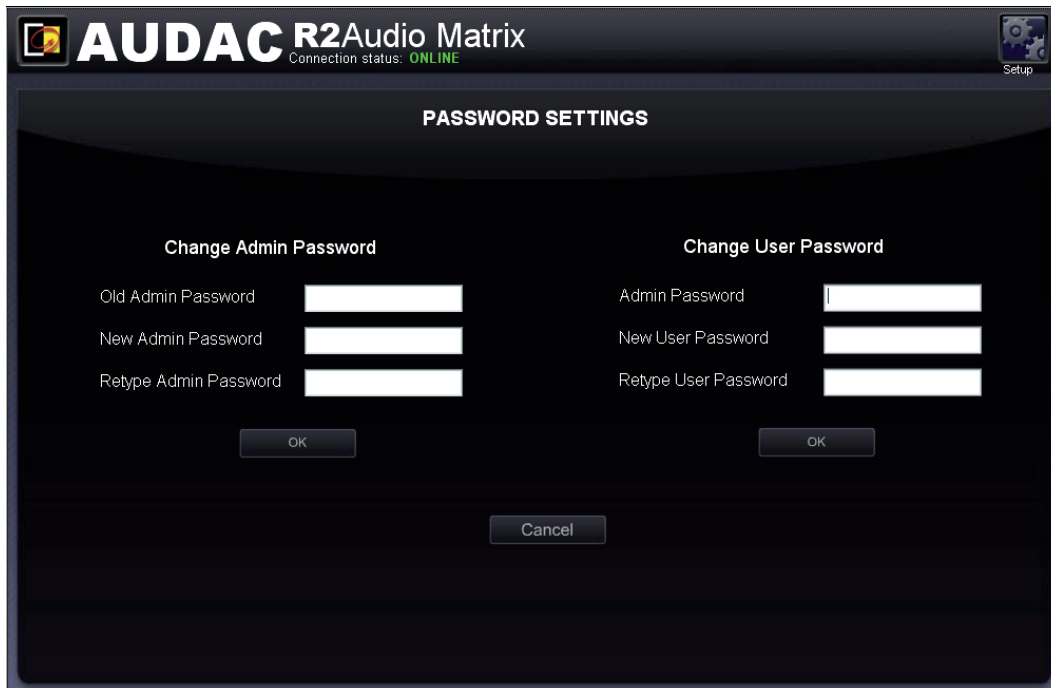 AUDAC R2Audio Matrix
Connection status: ONLINE
Setup
PASSWORD SETTINGS
Change Admin Password
Old Admin Password
New Admin Password
Retype Admin Password
OK
Change User Password
Admin Password
New User Password
Retype User Password
OK
Cancel